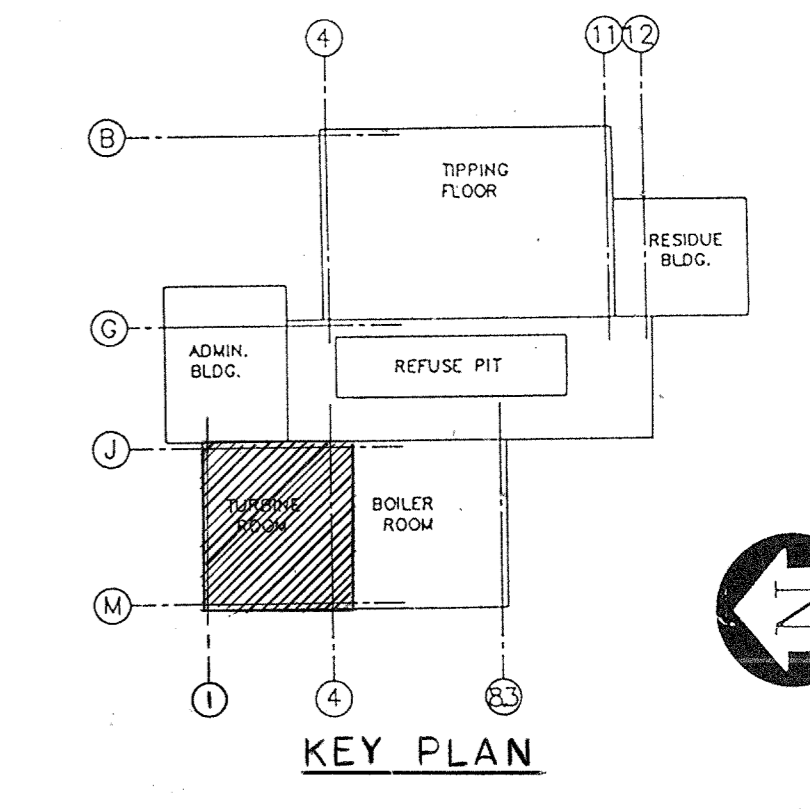 4
11
12
B
TIPPING
FLOOR
RESIDUE
BLDG.
G
ADMIN.
BLDG.
REFUSE PIT
J
TURBINE
ROOM
BOILER
ROOM
N
M
1
4
8.3
KEY PLAN